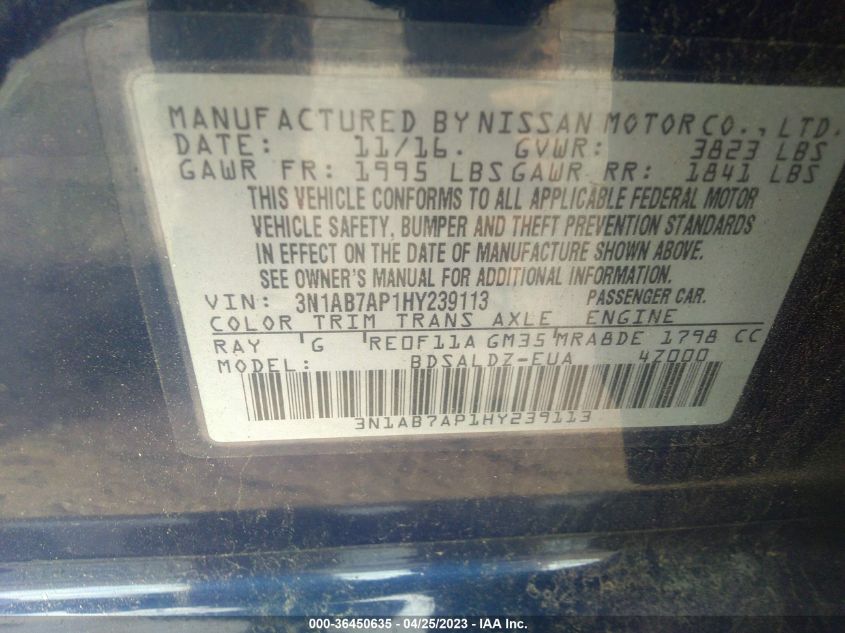 MANUFACTURED BY NISSAN MOTOR CO., LTD.
DATE: 11/16. GVWR: 3823 LBS
GAWR FR: 1995 LBS GAWR RR: 1841 LBS
THIS VEHICLE CONFORMS TO ALL APPLICABLE FEDERAL MOTOR
VEHICLE SAFETY, BUMPER AND THEFT PREVENTION STANDARDS
IN EFFECT ON THE DATE OF MANUFACTURE SHOWN ABOVE.
SEE OWNER'S MANUAL FOR ADDITIONAL INFORMATION.
VIN: 3N1AB7AP1HY239113 PASSENGER CAR.
COLOR TRIM TRANS AXLE ENGINE
RAY G RE0F11A GM35 MRA8DE 1798 CC
MODEL: BDSALDZ-EUA 47000
3N1AB7AP1HY239113
000-36450635 - 04/25/2023 - IAA Inc.